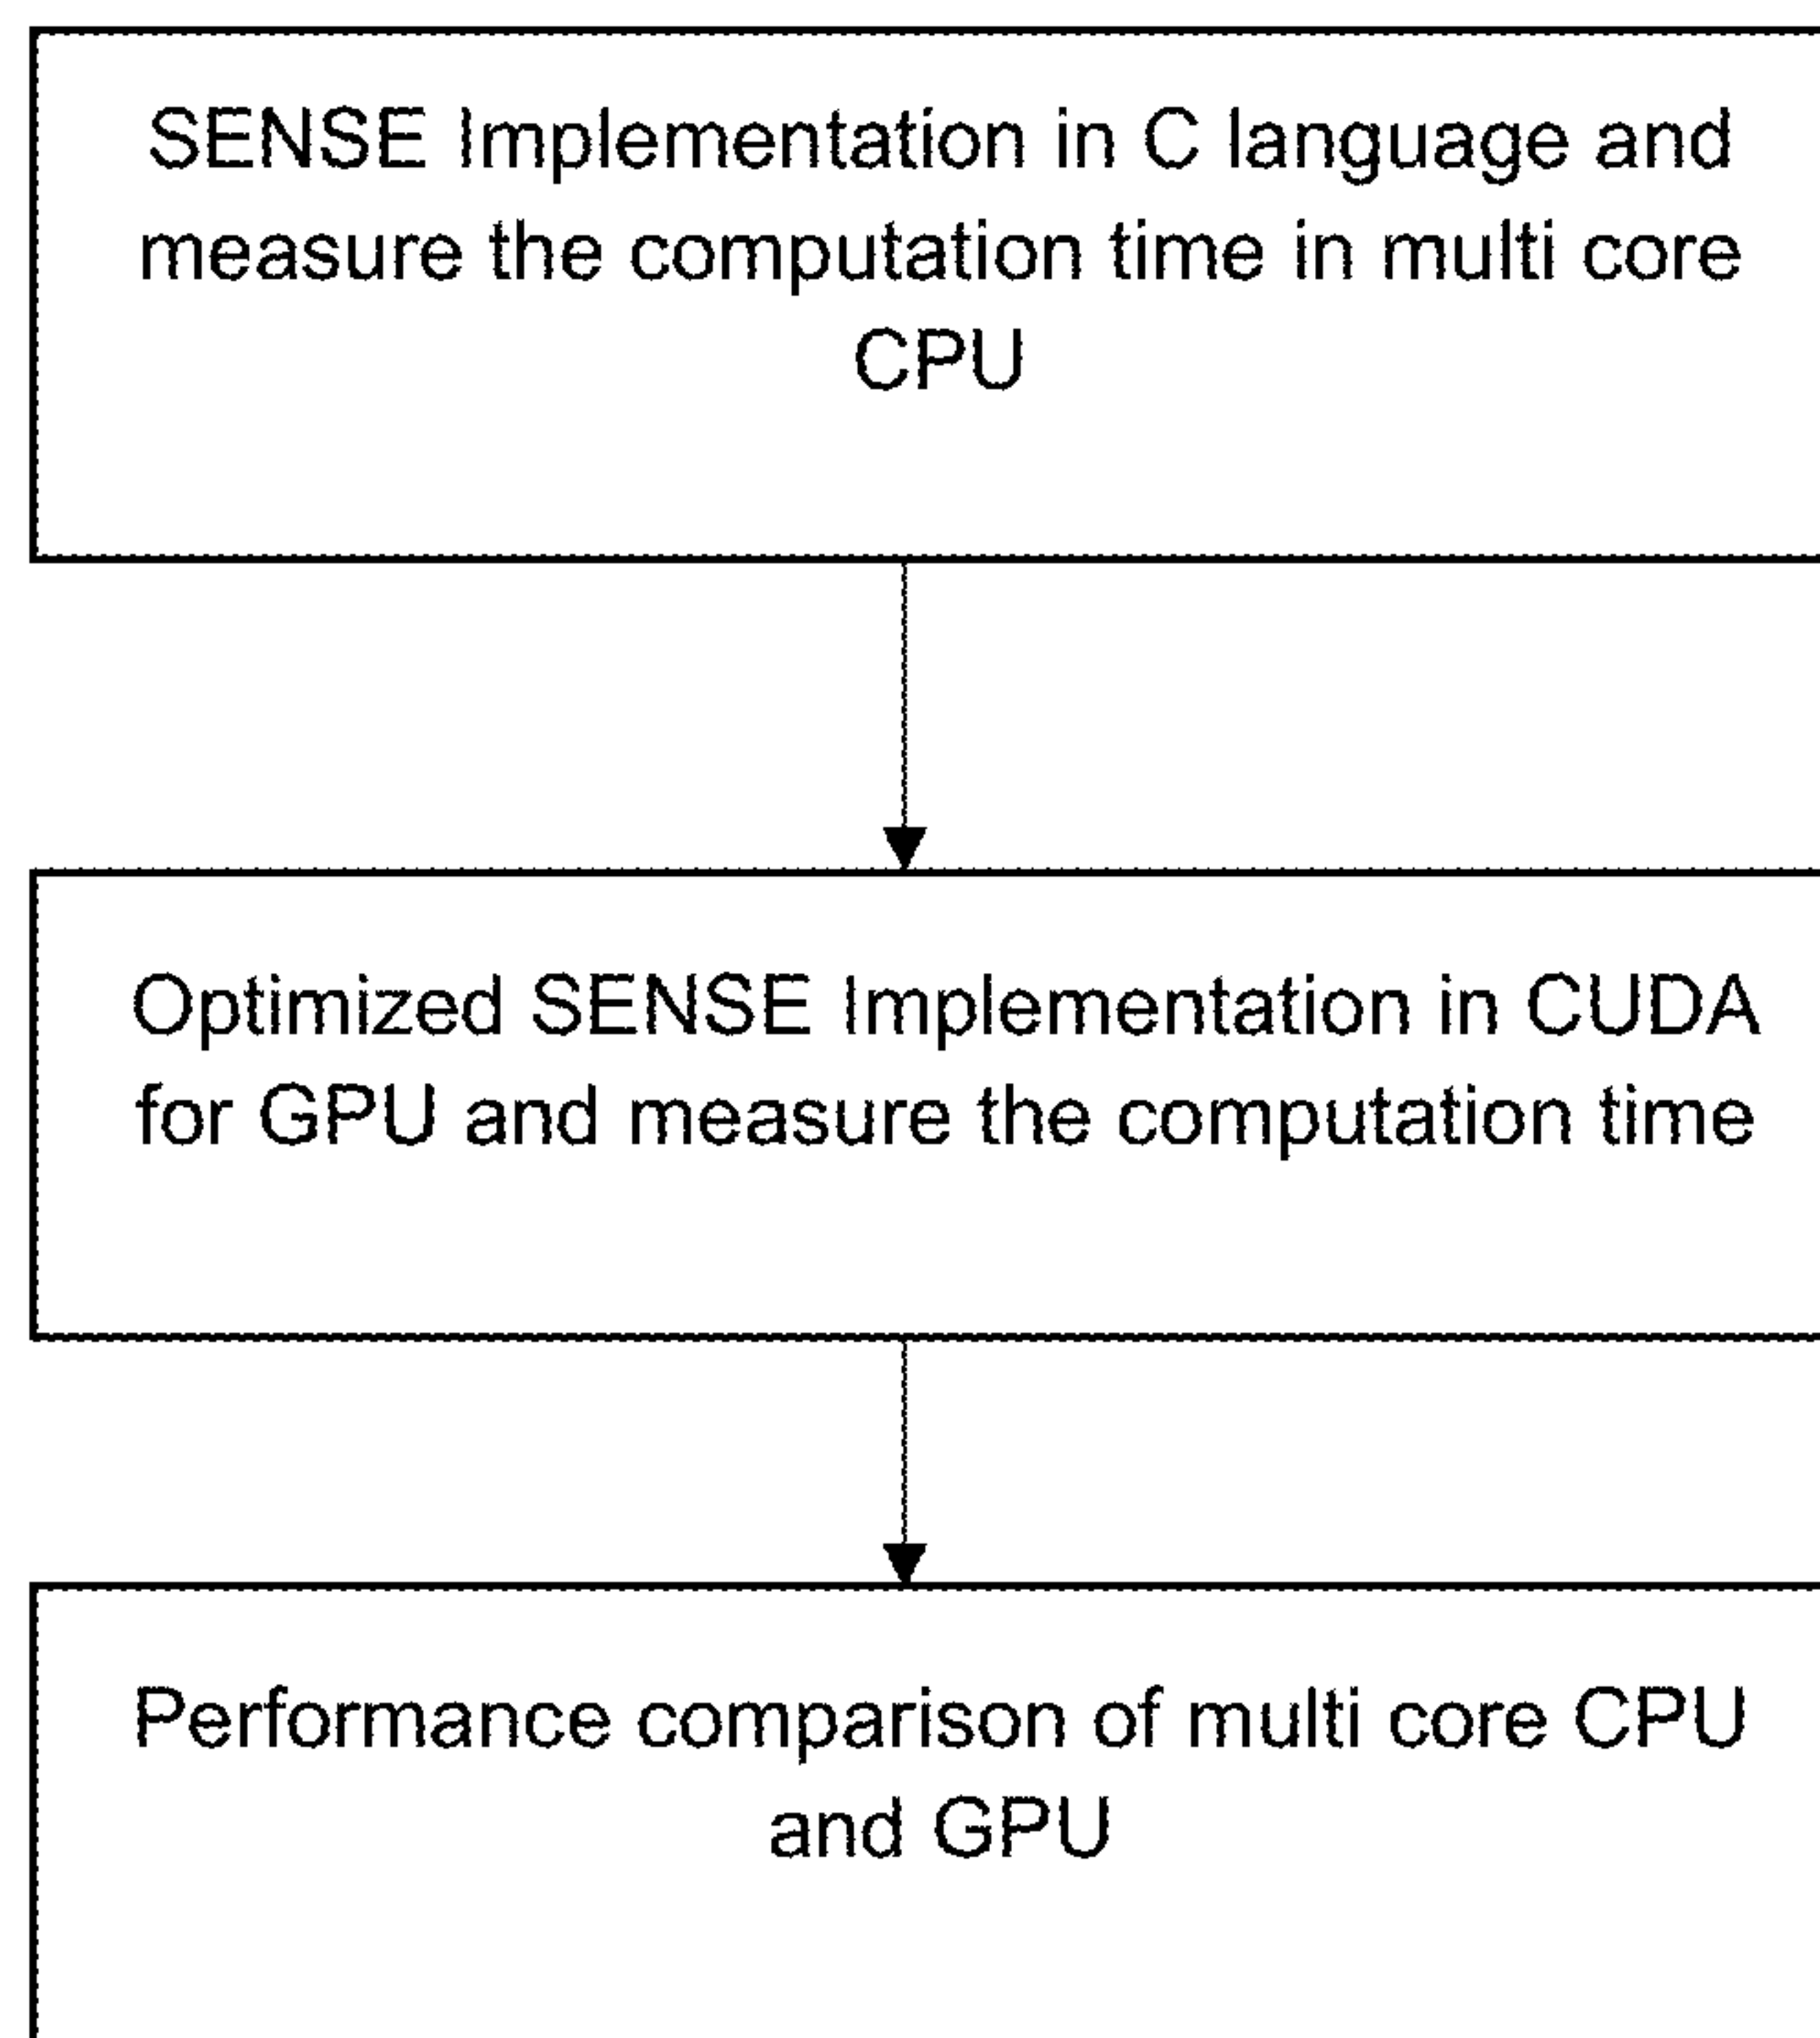 SENSE Implementation in C language and
measure the computation time in multi core
CPU
Optimized SENSE Implementation in CUDA
for GPU and measure the computation time
Performance comparison of multi core CPU
and GPU